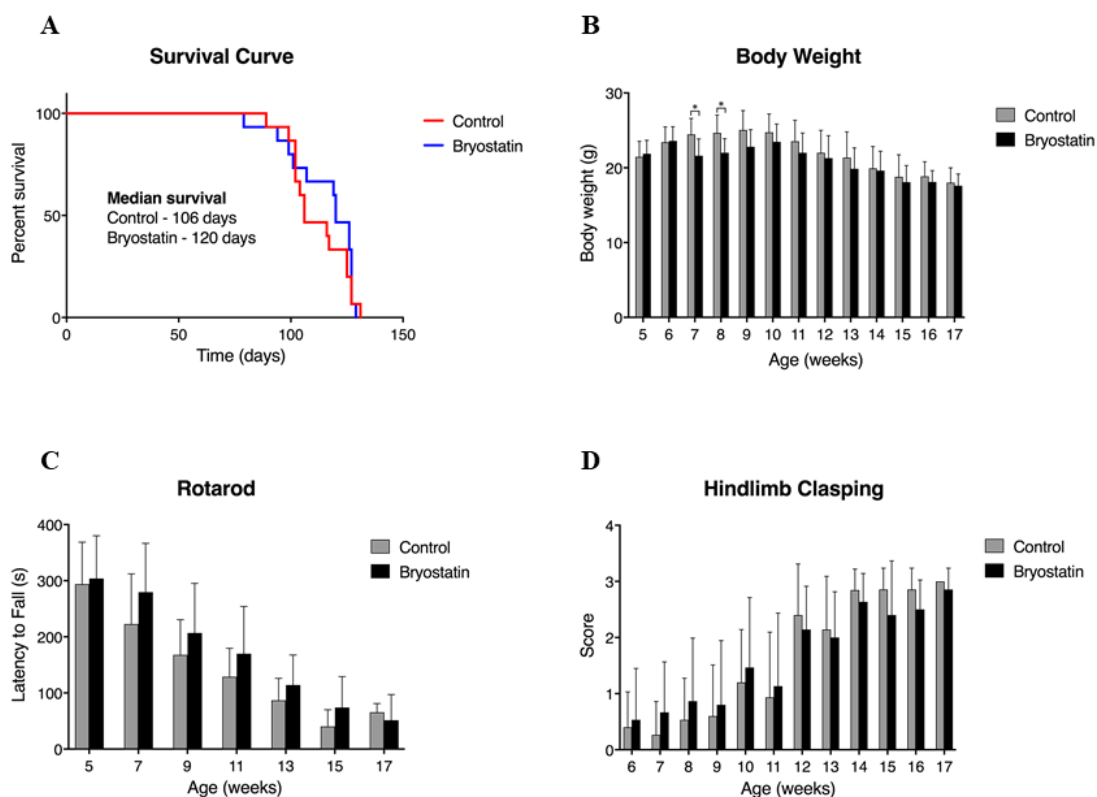 A
Survival Curve
100
50
0
Percent survival
0 50 100 150
Time (days)
Median survival
Control - 106 days
Bryostatin - 120 days
Control
Bryostatin
B
Body Weight
30
20
10
0
Body weight (g)
* *
5 6 7 8 9 10 11 12 13 14 15 16 17
Age (weeks)
Control
Bryostatin
C
Rotarod
400
300
200
100
0
Latency to Fall (s)
5 7 9 11 13 15 17
Age (weeks)
Control
Bryostatin
D
Hindlimb Clasping
4
3
2
1
0
Score
6 7 8 9 10 11 12 13 14 15 16 17
Age (weeks)
Control
Bryostatin